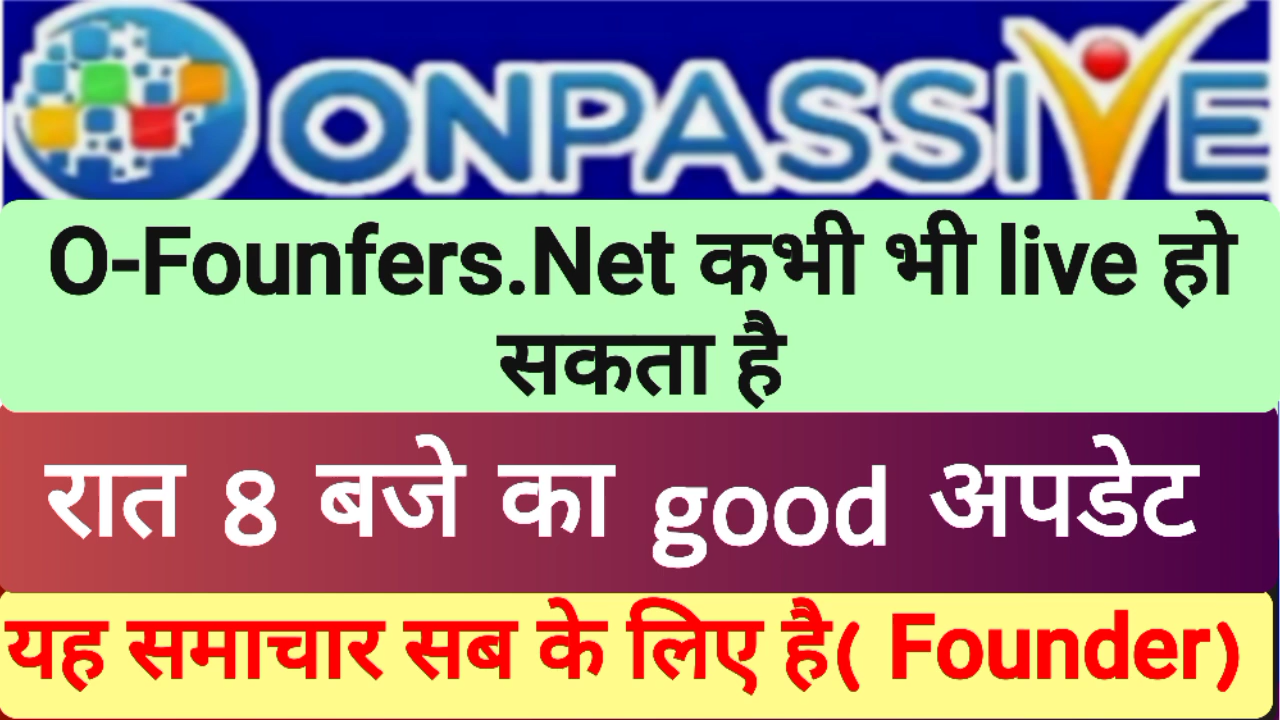 ONPASSIVE
O-Founfers.Net कभी भी live हो
सकता है
रात 8 बजे का good अपडेट
यह समाचार सब के लिए है( Founder)